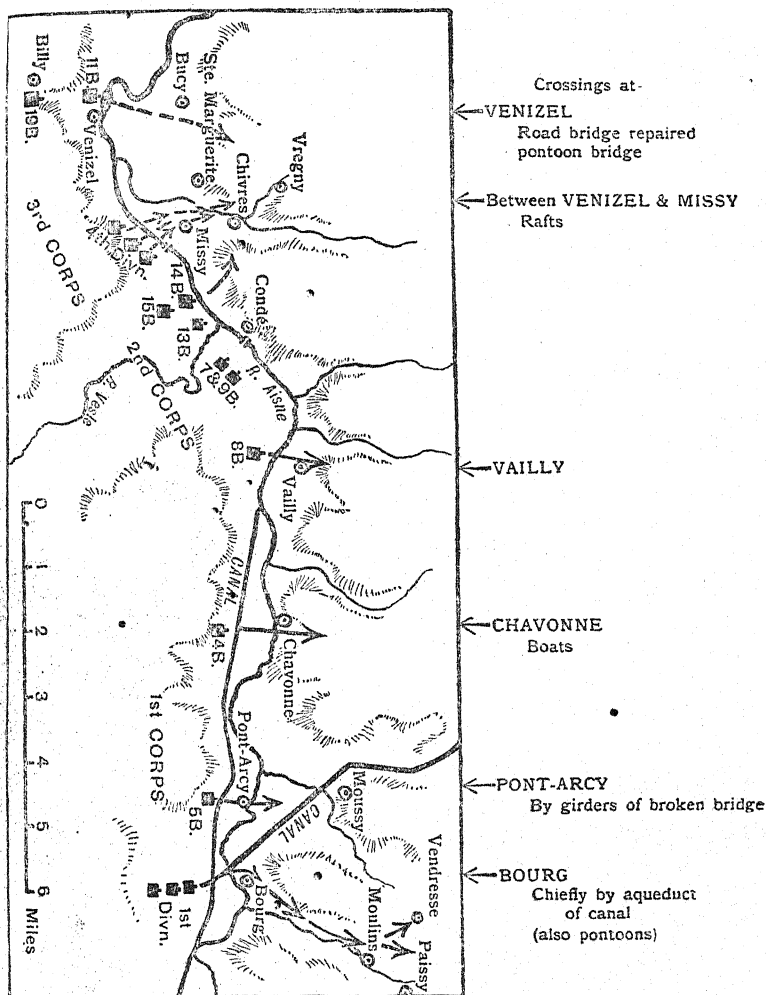 Crossings at-
VENIZEL
Road bridge repaired
pontoon bridge
Between VENIZEL & MISSY
Rafts
VAILLY
CHAVONNE
Boats
PONT-ARCY
By girders of broken bridge
BOURG
Chiefly by aqueduct
of canal
(also pontoons)
Billy
19B.
11B.
Venizel
Bucy
Ste. Marguerite
Chivres
Vregny
Missy
4th Divn.
3rd CORPS
14B.
15B.
13B.
Condé
7&9B.
R. Aisne
2nd CORPS
R. Vesle
8B.
Vailly
CANAL
4B.
Chavonne
1st CORPS
5B.
Pont-Arcy
Moussy
CANAL
Vendresse
1st
Divn.
Bourg
Moulins
Paissy
0 1 2 3 4 5 6 Miles